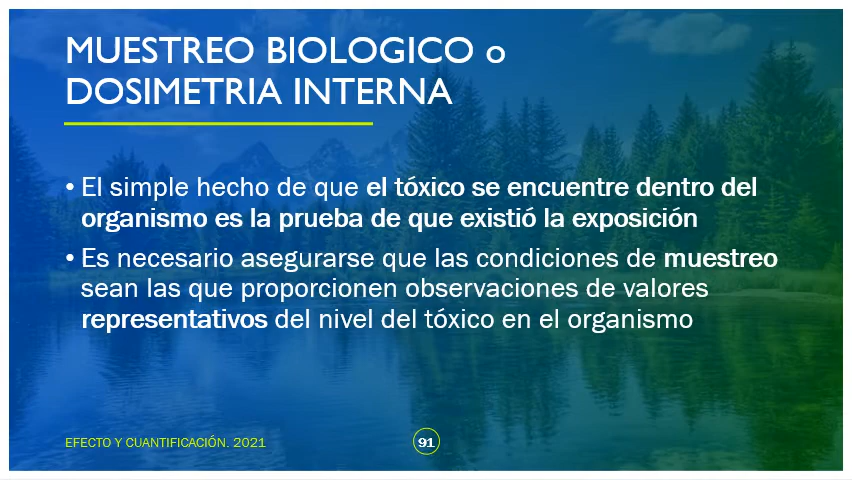 MUESTREO BIOLOGICO o
DOSIMETRIA INTERNA
• El simple hecho de que el tóxico se encuentre dentro del
organismo es la prueba de que existió la exposición
• Es necesario asegurarse que las condiciones de muestreo
sean las que proporcionen observaciones de valores
representativos del nivel del tóxico en el organismo
EFECTO Y CUANTIFICACIÓN. 2021
91